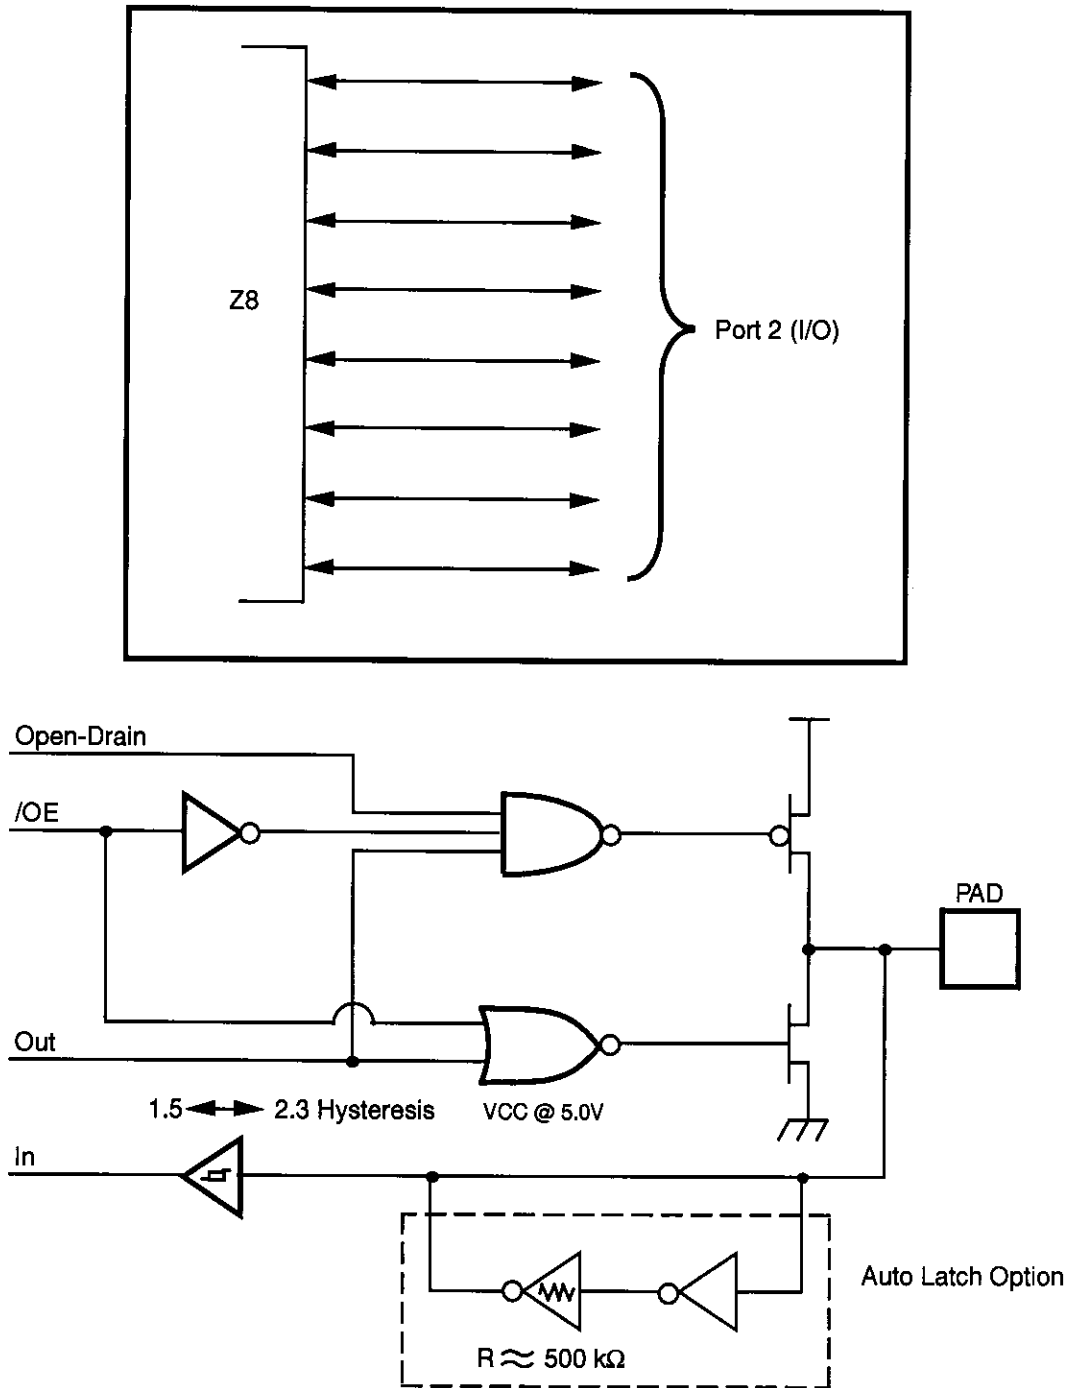 Z8
Port 2 (I/O)
Open-Drain
/OE
PAD
Out
1.5 2.3 Hysteresis VCC @ 5.0V
In
Auto Latch Option
R ≈ 500 kΩ